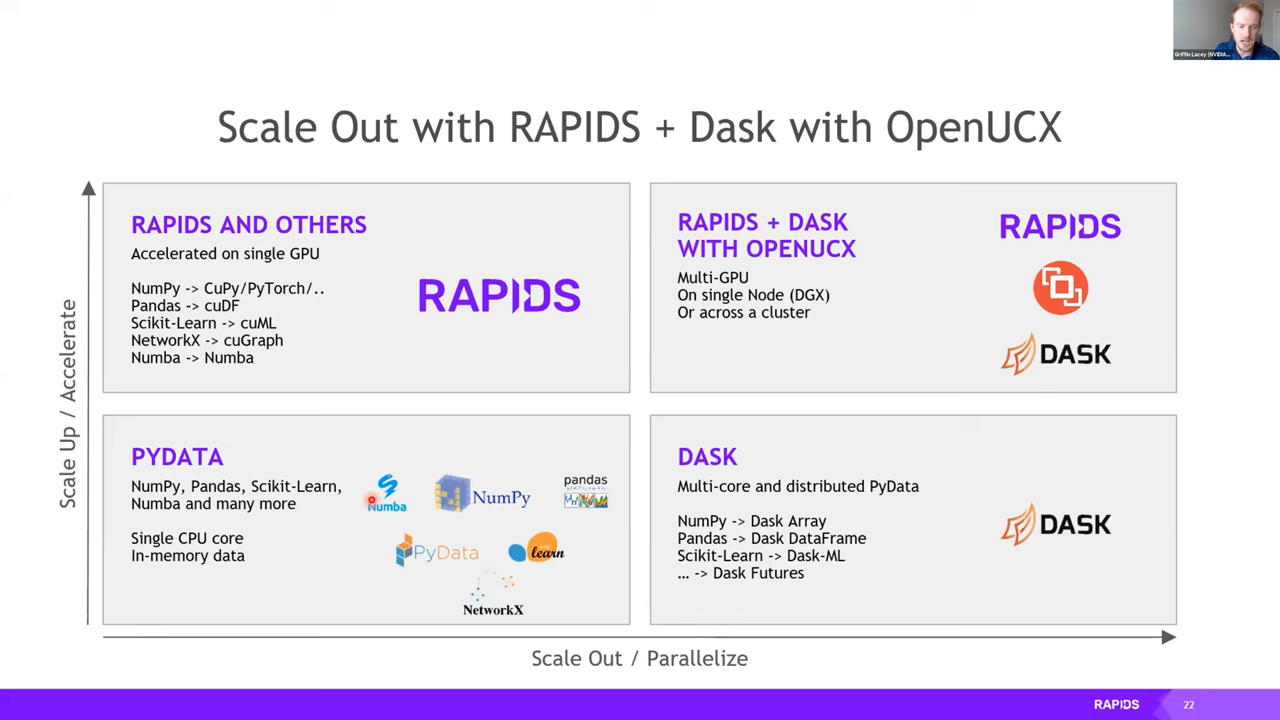 Griffin Lacey (NVIDIA...
Scale Out with RAPIDS + Dask with OpenUCX
Scale Up / Accelerate
RAPIDS AND OTHERS
Accelerated on single GPU
NumPy -> CuPy/PyTorch/..
Pandas -> cuDF
Scikit-Learn -> cuML
NetworkX -> cuGraph
Numba -> Numba
RAPIDS
RAPIDS + DASK
WITH OPENUCX
Multi-GPU
On single Node (DGX)
Or across a cluster
RAPIDS
DASK
PYDATA
NumPy, Pandas, Scikit-Learn,
Numba and many more
Single CPU core
In-memory data
Numba
NumPy
pandas
PyData
learn
NetworkX
DASK
Multi-core and distributed PyData
NumPy -> Dask Array
Pandas -> Dask DataFrame
Scikit-Learn -> Dask-ML
… -> Dask Futures
DASK
Scale Out / Parallelize
RAPIDS
22